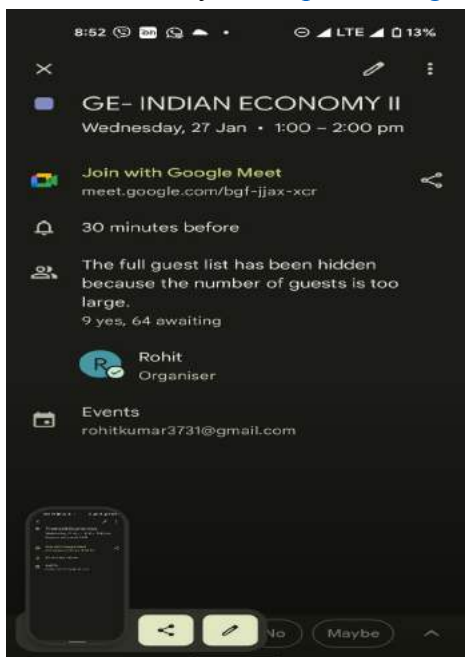 8:52 LTE 13%
GE- INDIAN ECONOMY II
Wednesday, 27 Jan • 1:00 – 2:00 pm
Join with Google Meet
meet.google.com/bgf-jjax-xcr
30 minutes before
The full guest list has been hidden
because the number of guests is too
large.
9 yes, 64 awaiting
R
Rohit
Organiser
Events
rohitkumar3731@gmail.com
No Maybe